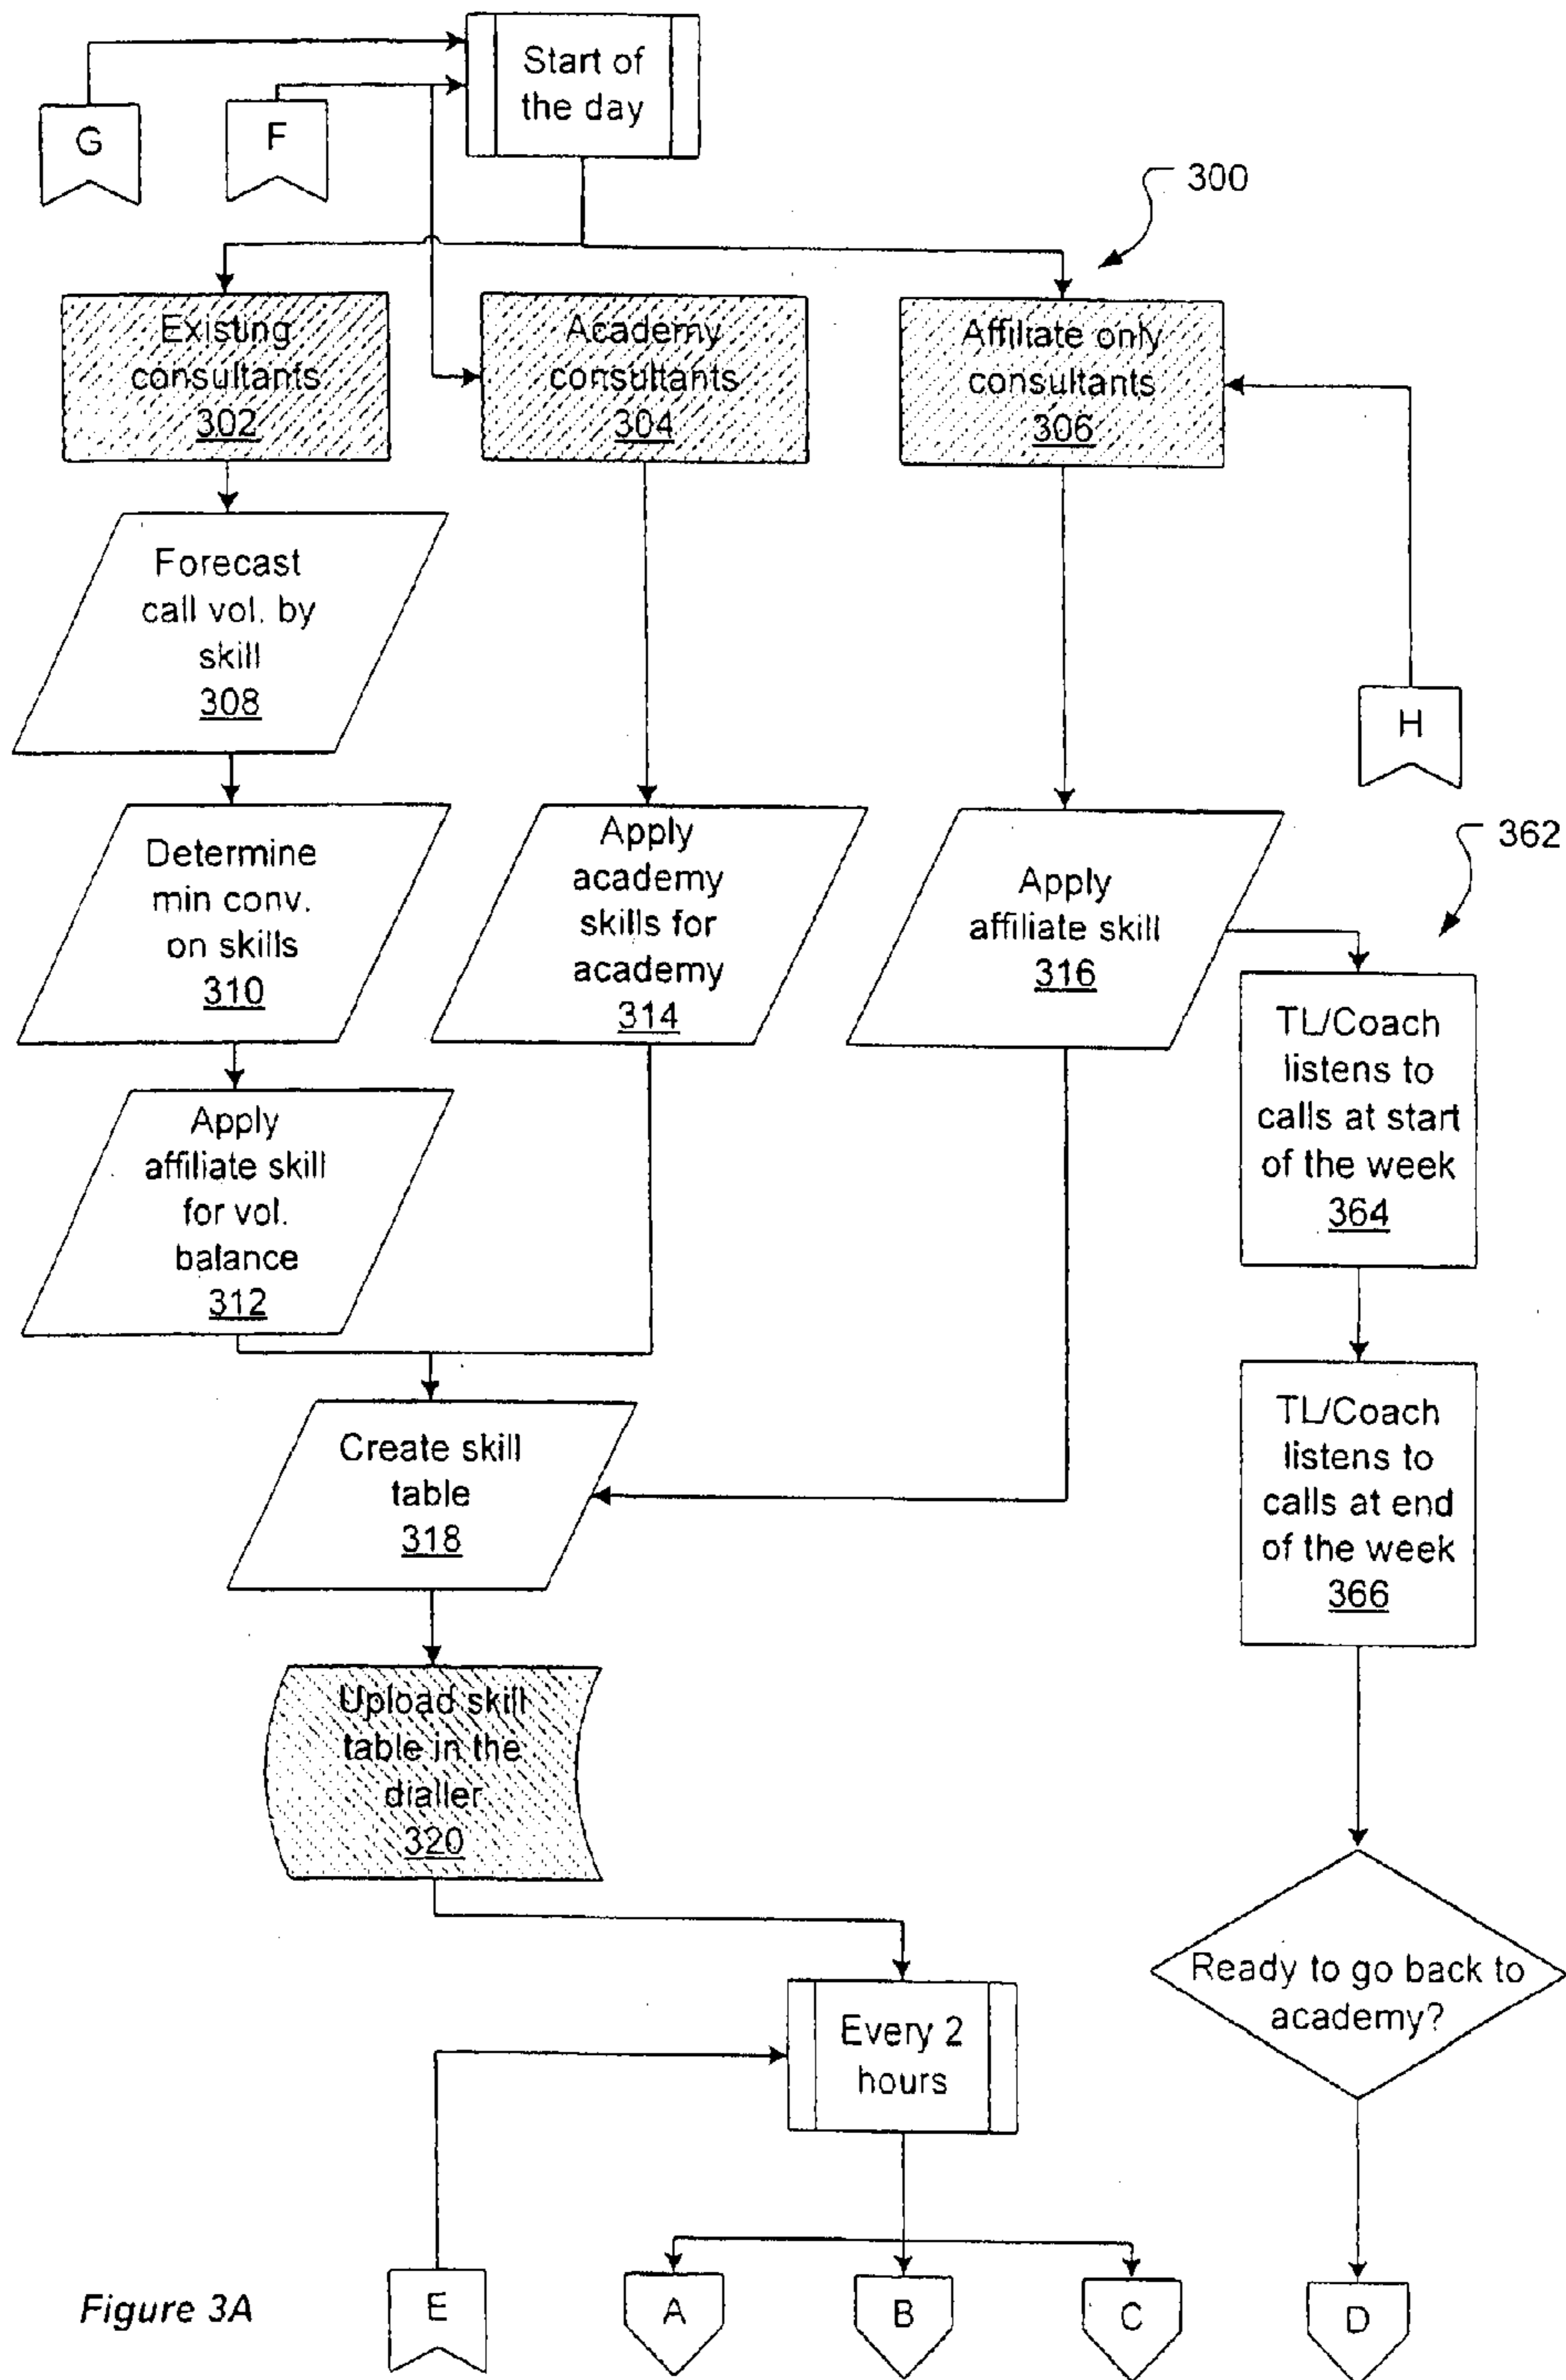 Start of
the day
G
F
300
Existing
consultants
302
Academy
consultants
304
Affiliate only
consultants
306
Forecast
call vol. by
skill
308
H
Determine
min conv.
on skills
310
Apply
academy
skills for
academy
314
Apply
affiliate skill
316
362
TL/Coach
listens to
calls at start
of the week
364
Apply
affiliate skill
for vol.
balance
312
TL/Coach
listens to
calls at end
of the week
366
Create skill
table
318
Upload skill
table in the
dialler
320
Ready to go back to
academy?
Every 2
hours
Figure 3A
E
A
B
C
D